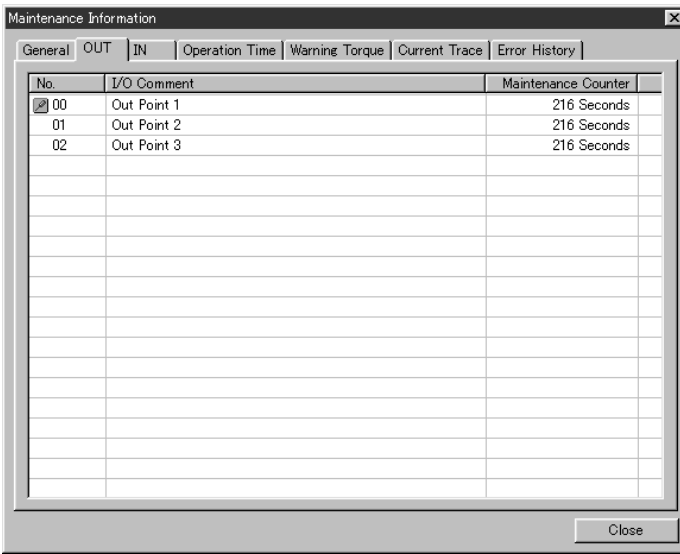 Maintenance Information
General OUT IN Operation Time Warning Torque Current Trace Error History
No. I/O Comment Maintenance Counter
00 Out Point 1 216 Seconds
01 Out Point 2 216 Seconds
02 Out Point 3 216 Seconds
Close